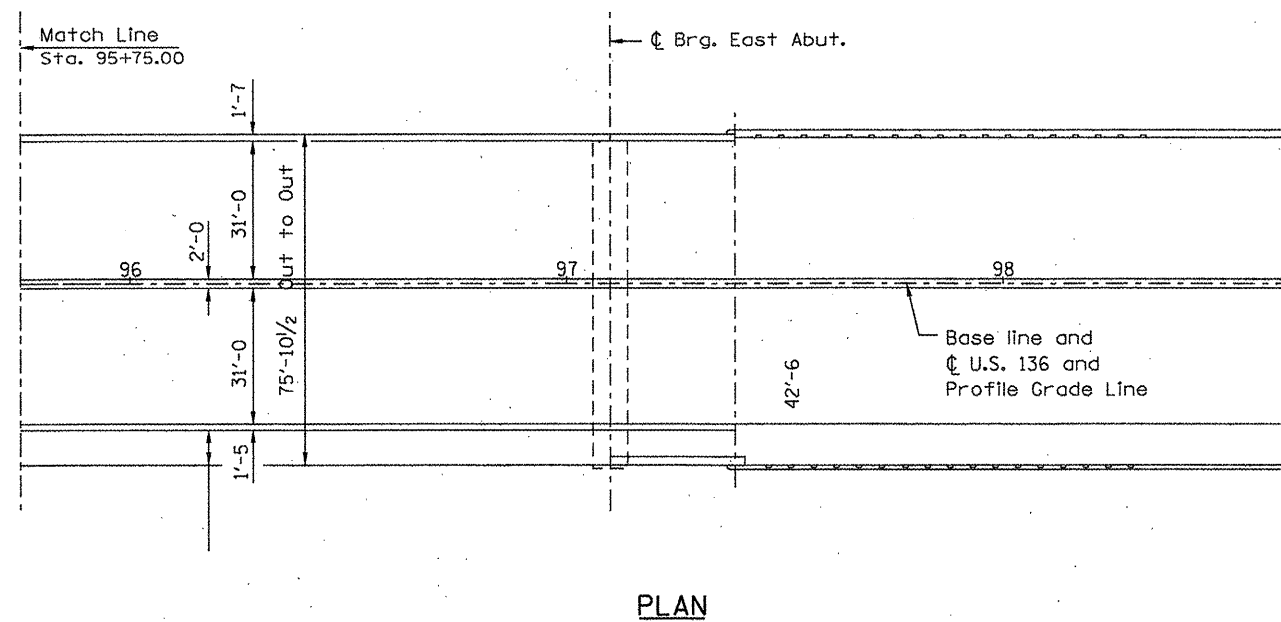 Match Line
Sta. 95+75.00
℄ Brg. East Abut.
1'-7
31'-0
Out to Out
2'-0
96
97
98
31'-0
75'-10½
42'-6
Base line and
℄ U.S. 136 and
Profile Grade Line
1'-5
PLAN